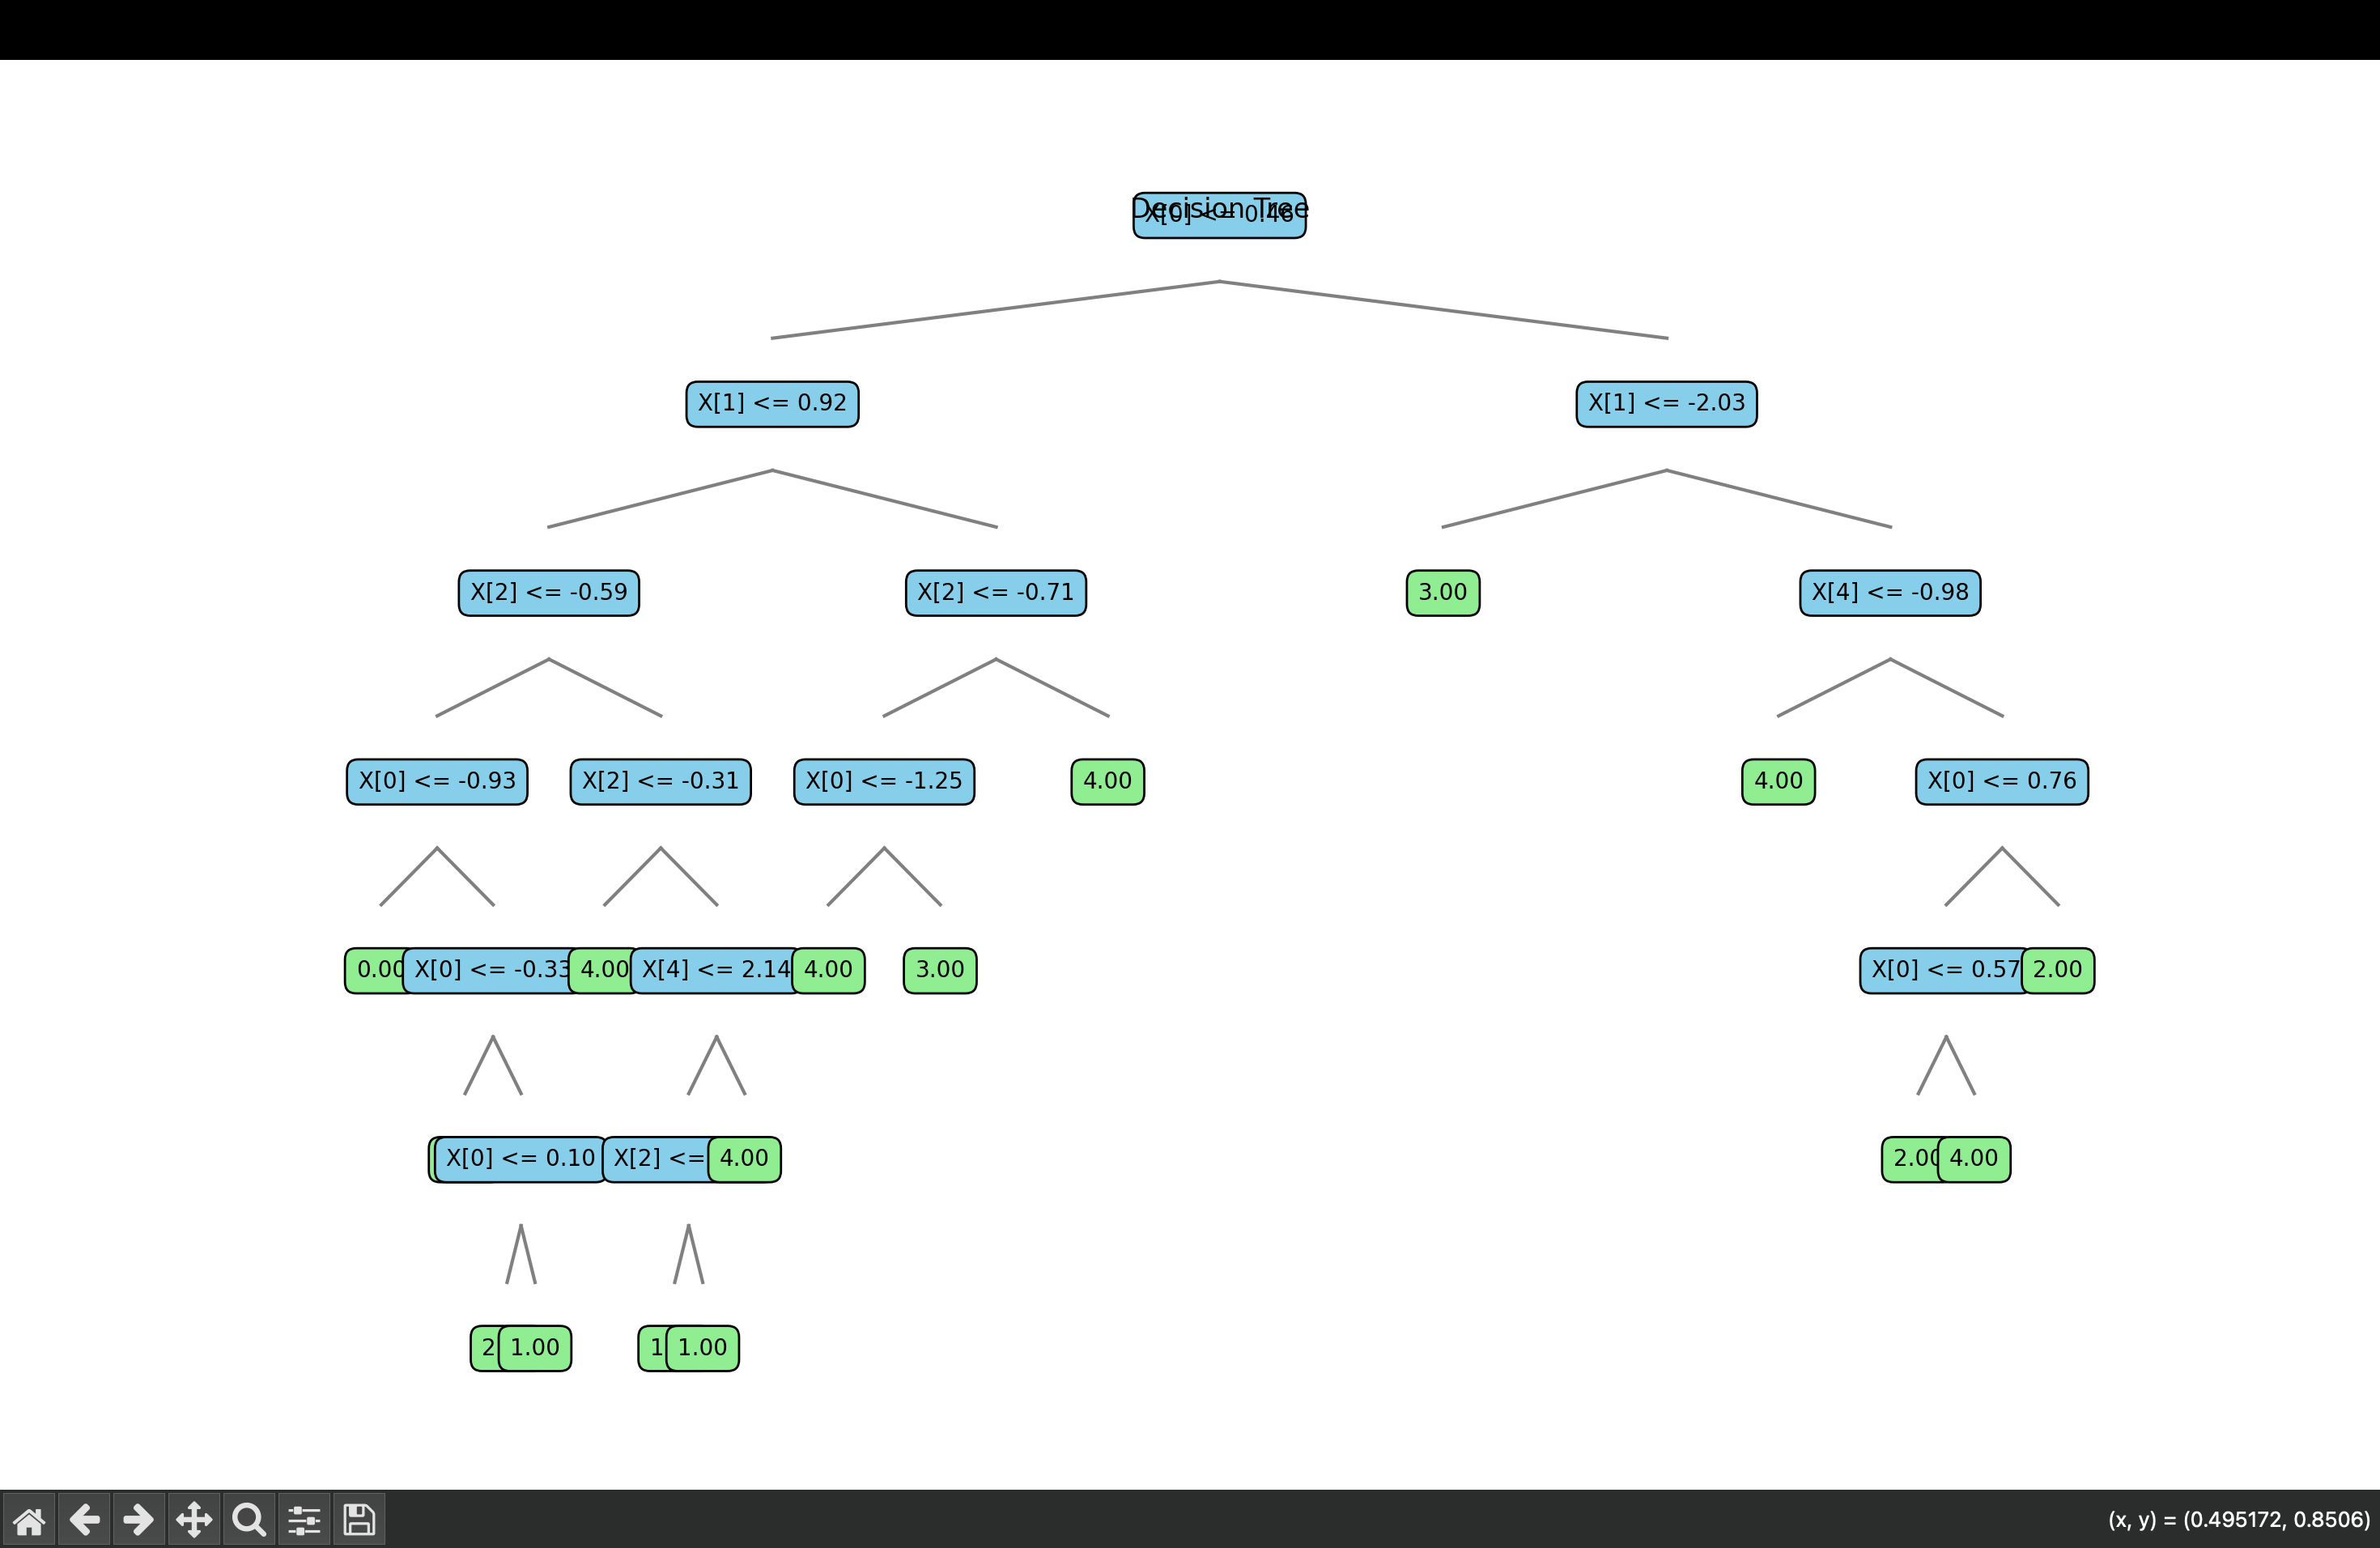 Decision Tree
X[0] <= 0.46
X[1] <= 0.92
X[1] <= -2.03
X[2] <= -0.59
X[2] <= -0.71
3.00
X[4] <= -0.98
X[0] <= -0.93
X[2] <= -0.31
X[0] <= -1.25
4.00
4.00
X[0] <= 0.76
0.00
X[0] <= -0.33
4.00
X[4] <= 2.14
4.00
3.00
X[0] <= 0.57
2.00
X[0] <= 0.10
X[2] <=
4.00
2.00
4.00
2
1.00
1
1.00
(x, y) = (0.495172, 0.8506)